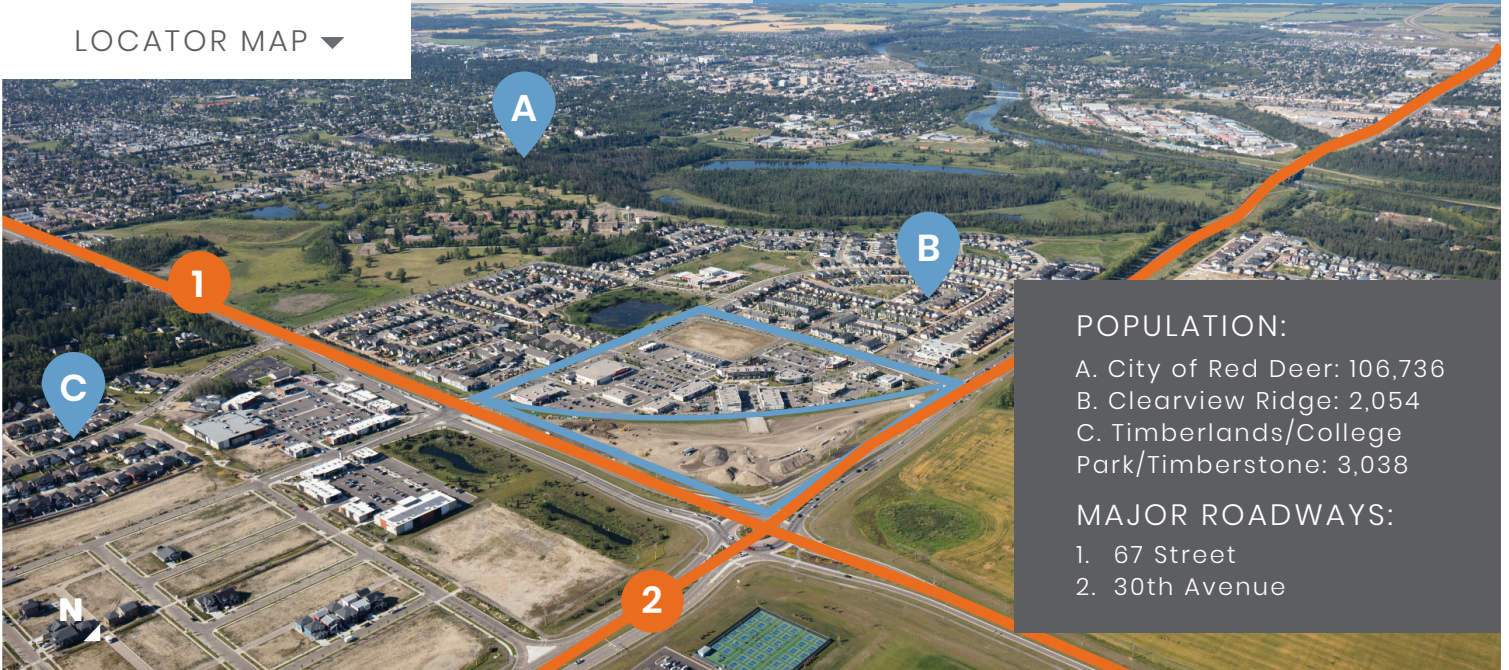 LOCATOR MAP
A
B
1
C
POPULATION:
A. City of Red Deer: 106,736
B. Clearview Ridge: 2,054
C. Timberlands/College
Park/Timberstone: 3,038
MAJOR ROADWAYS:
1. 67 Street
2. 30th Avenue
2
N